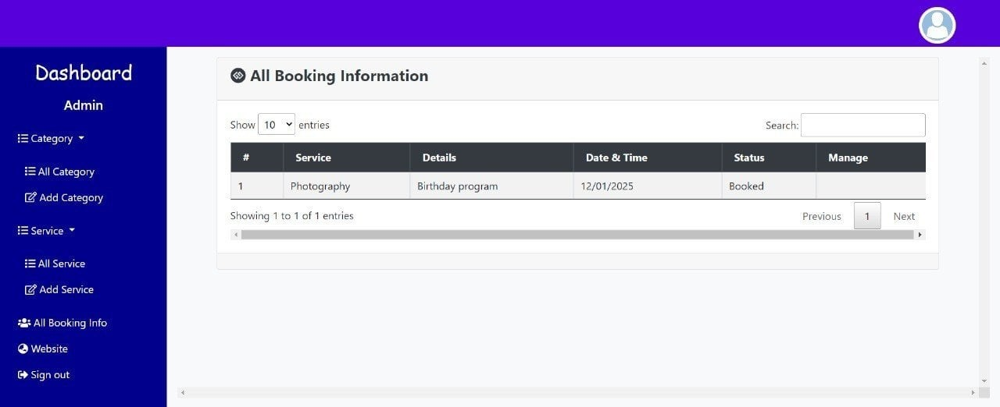 Dashboard
Admin
Category
All Category
Add Category
Service
All Service
Add Service
All Booking Info
Website
Sign out
All Booking Information
Show 10 entries Search:
# Service Details Date & Time Status Manage
1 Photography Birthday program 12/01/2025 Booked
Showing 1 to 1 of 1 entries Previous 1 Next